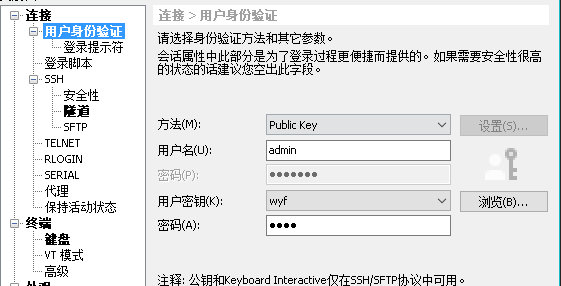 连接
用户身份验证
登录提示符
登录脚本
SSH
安全性
隧道
SFTP
TELNET
RLOGIN
SERIAL
代理
保持活动状态
终端
键盘
VT 模式
高级
连接 > 用户身份验证
请选择身份验证方法和其它参数。
会话属性中此部分是为了登录过程更便捷而提供的。如果需要安全性很高
的状态的话建议您空出此字段。
方法(M): Public Key 设置(S)...
用户名(U): admin
密码(P): •••••••
用户密钥(K): wyf 浏览(B)...
密码(A): ••••
注释: 公钥和Keyboard Interactive仅在SSH/SFTP协议中可用。